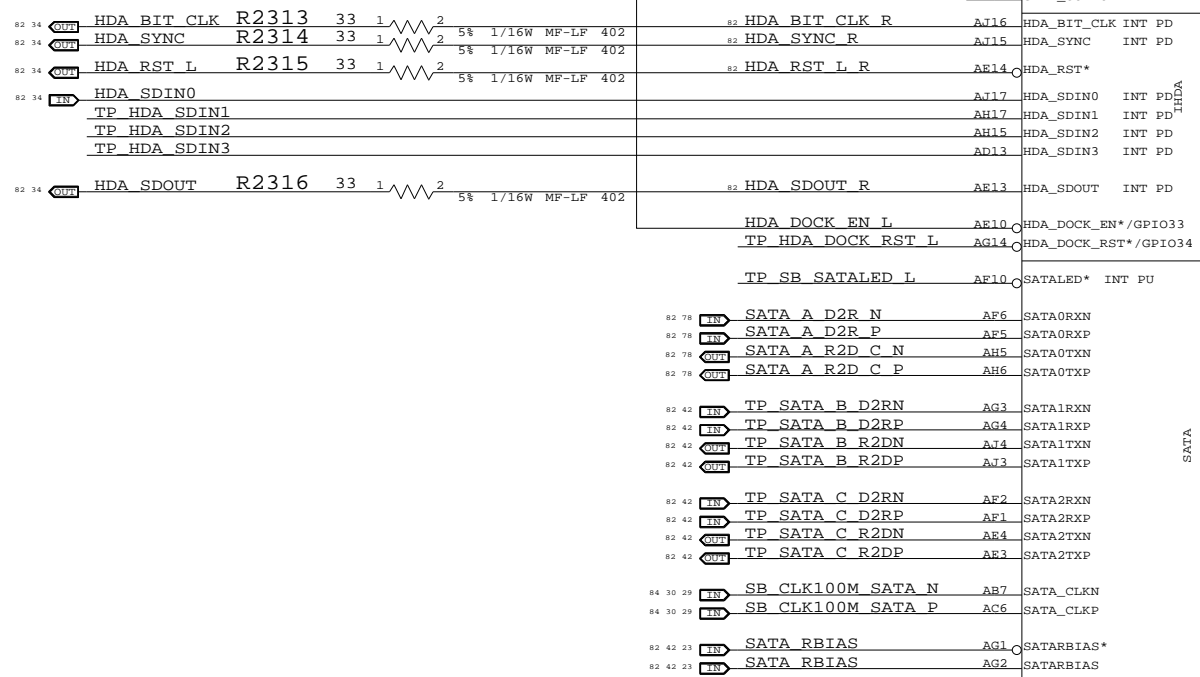 82 34 OUT HDA_BIT_CLK R2313 33 1 2 82 HDA_BIT_CLK_R AJ16 HDA_BIT_CLK INT PD
5% 1/16W MF-LF 402
82 34 OUT HDA_SYNC R2314 33 1 2 82 HDA_SYNC_R AJ15 HDA_SYNC INT PD
5% 1/16W MF-LF 402
82 34 OUT HDA_RST_L R2315 33 1 2 82 HDA_RST_L_R AE14 HDA_RST*
5% 1/16W MF-LF 402
82 34 IN HDA_SDIN0 AJ17 HDA_SDIN0 INT PD
IHDA
TP_HDA_SDIN1 AH17 HDA_SDIN1 INT PD
TP_HDA_SDIN2 AH15 HDA_SDIN2 INT PD
TP_HDA_SDIN3 AD13 HDA_SDIN3 INT PD
82 34 OUT HDA_SDOUT R2316 33 1 2 82 HDA_SDOUT_R AE13 HDA_SDOUT INT PD
5% 1/16W MF-LF 402
HDA_DOCK_EN_L AE10 HDA_DOCK_EN*/GPIO33
TP_HDA_DOCK_RST_L AG14 HDA_DOCK_RST*/GPIO34
TP_SB_SATALED_L AF10 SATALED* INT PU
82 78 IN SATA_A_D2R_N AF6 SATA0RXN
82 78 IN SATA_A_D2R_P AF5 SATA0RXP
82 78 OUT SATA_A_R2D_C_N AH5 SATA0TXN
82 78 OUT SATA_A_R2D_C_P AH6 SATA0TXP
82 42 IN TP_SATA_B_D2RN AG3 SATA1RXN
82 42 IN TP_SATA_B_D2RP AG4 SATA1RXP
82 42 OUT TP_SATA_B_R2DN AJ4 SATA1TXN
82 42 OUT TP_SATA_B_R2DP AJ3 SATA1TXP
SATA
82 42 IN TP_SATA_C_D2RN AF2 SATA2RXN
82 42 IN TP_SATA_C_D2RP AF1 SATA2RXP
82 42 OUT TP_SATA_C_R2DN AE4 SATA2TXN
82 42 OUT TP_SATA_C_R2DP AE3 SATA2TXP
84 30 29 IN SB_CLK100M_SATA_N AB7 SATA_CLKN
84 30 29 IN SB_CLK100M_SATA_P AC6 SATA_CLKP
82 42 23 IN SATA_RBIAS AG1 SATARBIAS*
82 42 23 IN SATA_RBIAS AG2 SATARBIAS